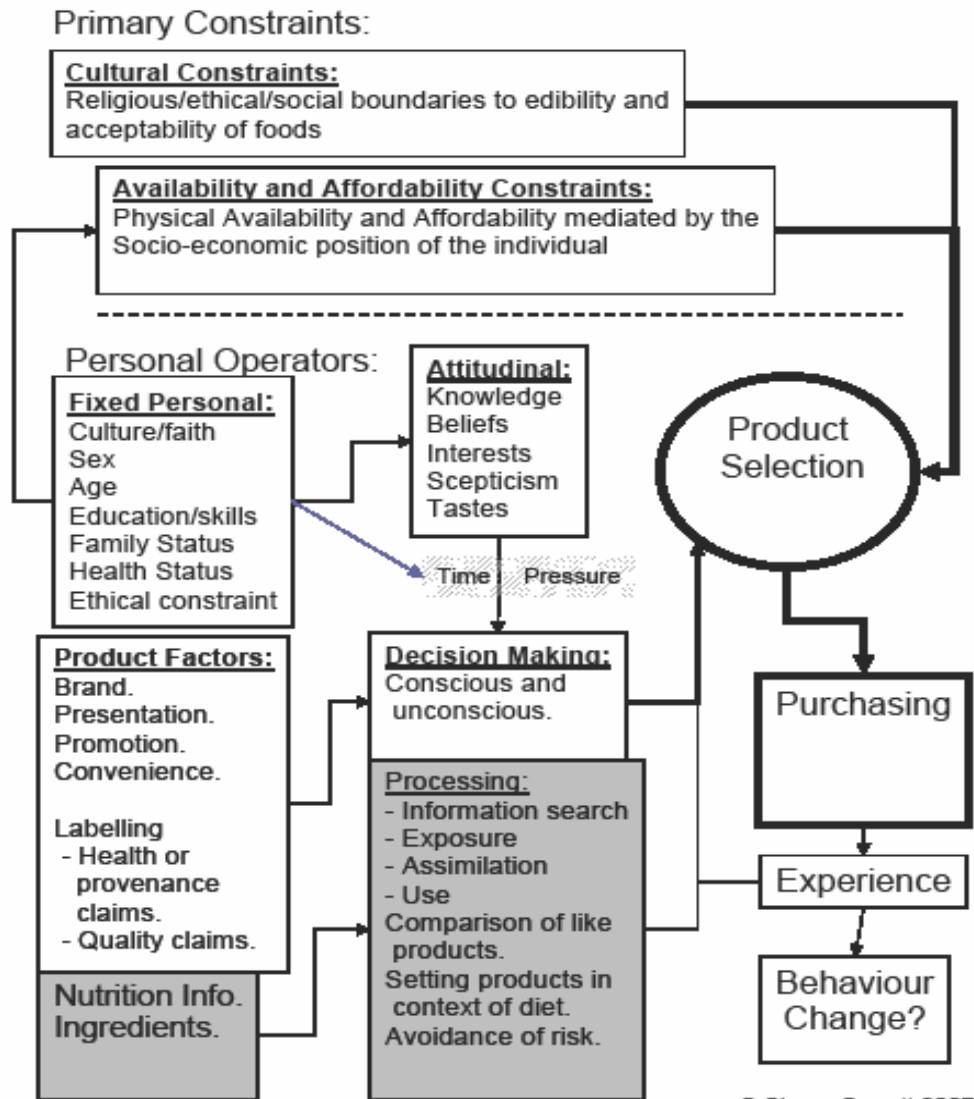 Primary Constraints:
Cultural Constraints:
Religious/ethical/social boundaries to edibility and
acceptability of foods
Availability and Affordability Constraints:
Physical Availability and Affordability mediated by the
Socio-economic position of the individual
Personal Operators:
Fixed Personal:
Culture/faith
Sex
Age
Education/skills
Family Status
Health Status
Ethical constraint
Attitudinal:
Knowledge
Beliefs
Interests
Scepticism
Tastes
Time Pressure
Product
Selection
Product Factors:
Brand.
Presentation.
Promotion.
Convenience.
Labelling
- Health or
provenance
claims.
- Quality claims.
Nutrition Info.
Ingredients.
Decision Making:
Conscious and
unconscious.
Processing:
- Information search
- Exposure
- Assimilation
- Use
Comparison of like
products.
Setting products in
context of diet.
Avoidance of risk.
Purchasing
Experience
Behaviour
Change?